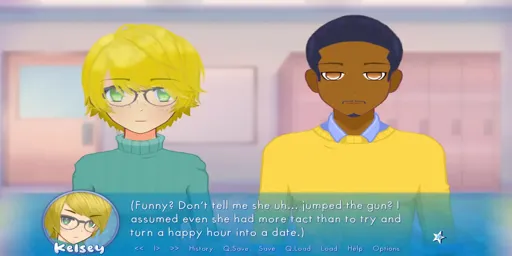 (Funny? Don't tell me she uh... jumped the gun? I
assumed even she had more tact than to try and
turn a happy hour into a date.)
Kelsey
<< |> >> History Q.Save Save Q.Load Load Help Options